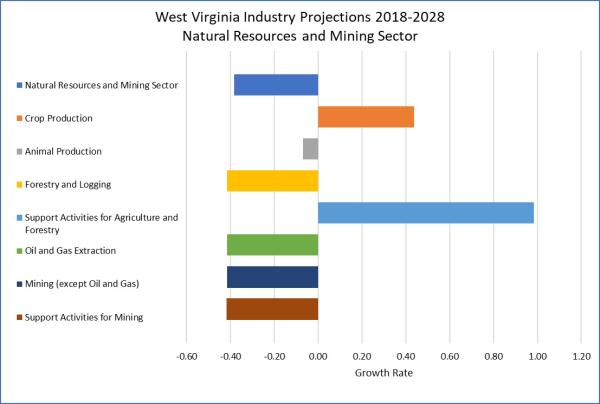 West Virginia Industry Projections 2018-2028
Natural Resources and Mining Sector
Natural Resources and Mining Sector
Crop Production
Animal Production
Forestry and Logging
Support Activities for Agriculture and
Forestry
Oil and Gas Extraction
Mining (except Oil and Gas)
Support Activities for Mining
-0.60 -0.40 -0.20 0.00 0.20 0.40 0.60 0.80 1.00 1.20
Growth Rate